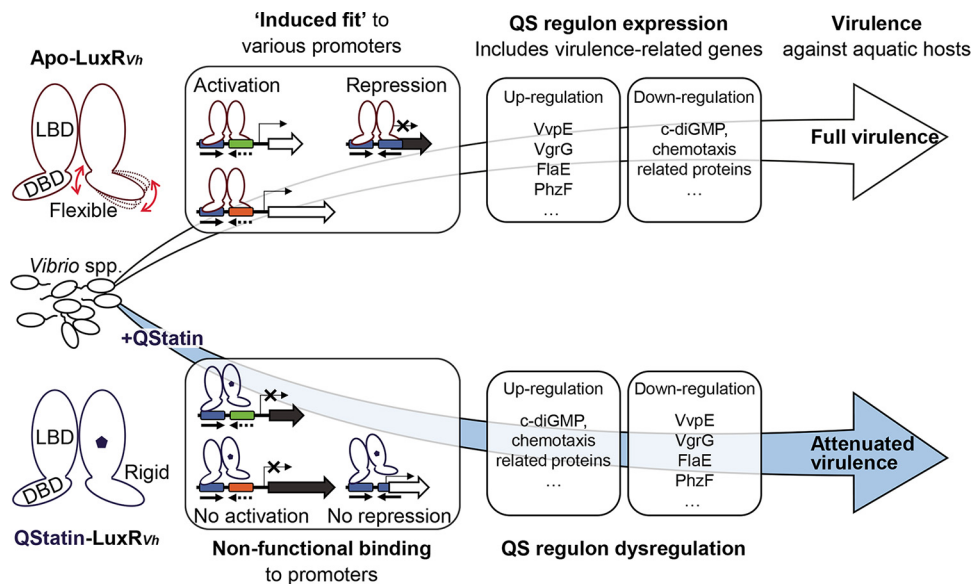 'Induced fit' to
various promoters
QS regulon expression
Includes virulence-related genes
Virulence
against aquatic hosts
Apo-LuxRVh
LBD
DBD
Flexible
Activation
Repression
Up-regulation
VvpE
VgrG
FlaE
PhzF
...
Down-regulation
c-diGMP,
chemotaxis
related proteins
...
Full virulence
Vibrio spp.
+QStatin
LBD
DBD
Rigid
QStatin-LuxRVh
No activation
No repression
Non-functional binding
to promoters
Up-regulation
c-diGMP,
chemotaxis
related proteins
...
Down-regulation
VvpE
VgrG
FlaE
PhzF
...
QS regulon dysregulation
Attenuated
virulence